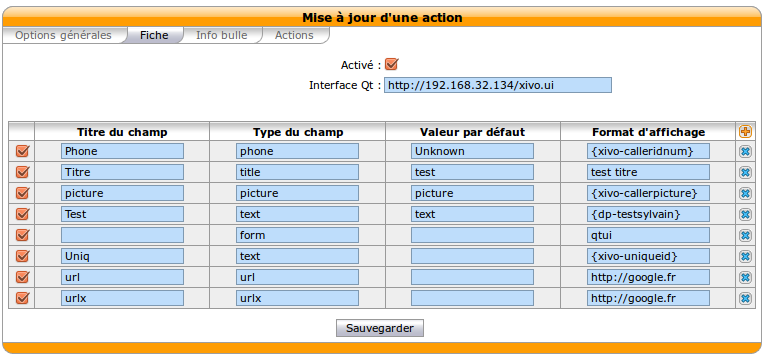 Mise à jour d'une action
Options générales Fiche Info bulle Actions
Activé :
Interface Qt : http://192.168.32.134/xivo.ui
Titre du champ Type du champ Valeur par défaut Format d'affichage
Phone phone Unknown {xivo-calleridnum}
Titre title test test titre
picture picture picture {xivo-callerpicture}
Test text text {dp-testsylvain}
form qtui
Uniq text {xivo-uniqueid}
url url http://google.fr
urlx urlx http://google.fr
Sauvegarder